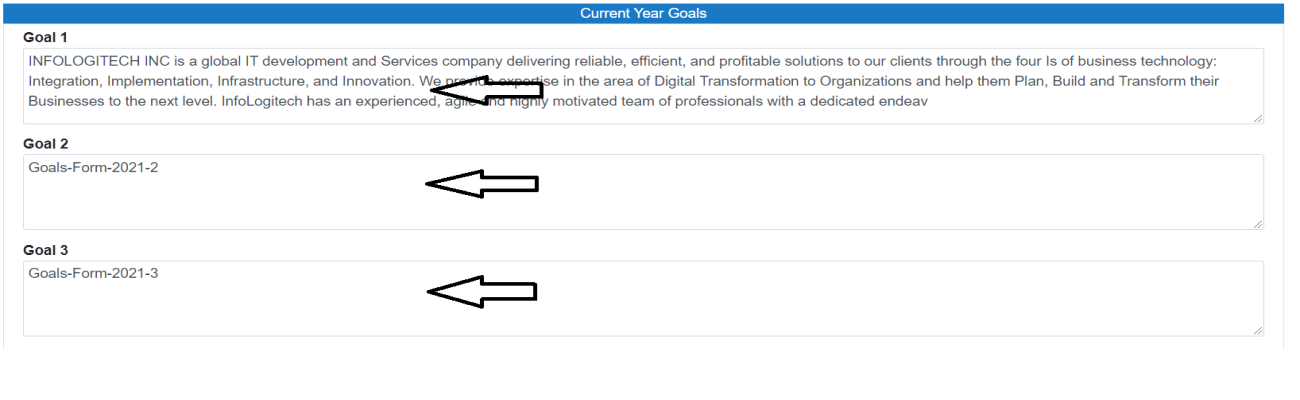 Current Year Goals
Goal 1
INFOLOGITECH INC is a global IT development and Services company delivering reliable, efficient, and profitable solutions to our clients through the four Is of business technology:
Integration, Implementation, Infrastructure, and Innovation. We provide expertise in the area of Digital Transformation to Organizations and help them Plan, Build and Transform their
Businesses to the next level. InfoLogitech has an experienced, agile and highly motivated team of professionals with a dedicated endeav
Goal 2
Goals-Form-2021-2
Goal 3
Goals-Form-2021-3